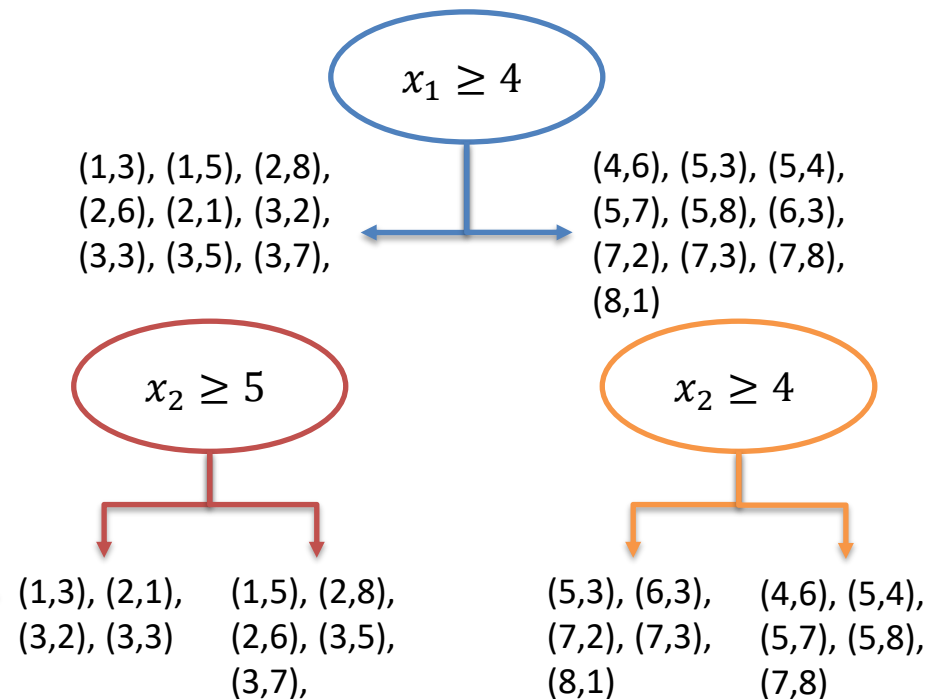 x₁ ≥ 4
(1,3), (1,5), (2,8),
(2,6), (2,1), (3,2),
(3,3), (3,5), (3,7),
(4,6), (5,3), (5,4),
(5,7), (5,8), (6,3),
(7,2), (7,3), (7,8),
(8,1)
x₂ ≥ 5
x₂ ≥ 4
(1,3), (2,1),
(3,2), (3,3)
(1,5), (2,8),
(2,6), (3,5),
(3,7),
(5,3), (6,3),
(7,2), (7,3),
(8,1)
(4,6), (5,4),
(5,7), (5,8),
(7,8)